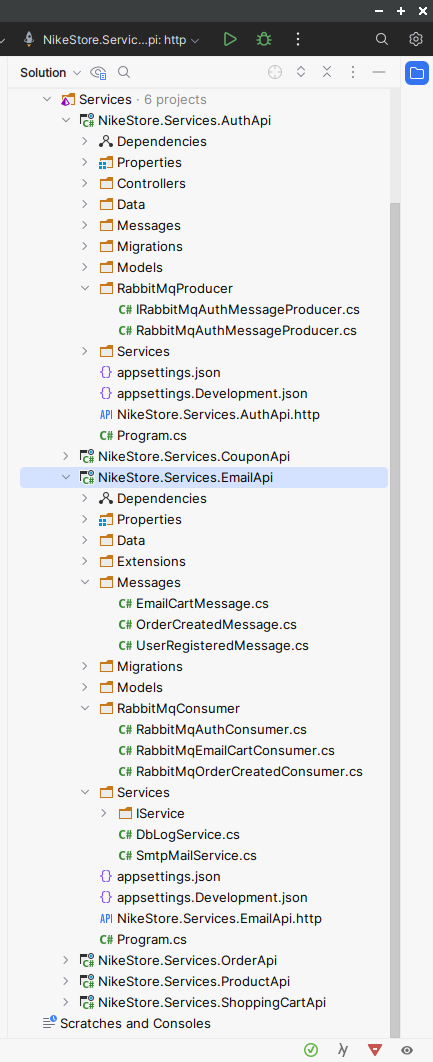 NikeStore.Servic...pi: http
Solution
Services · 6 projects
C# NikeStore.Services.AuthApi
Dependencies
Properties
Controllers
Data
Messages
Migrations
Models
RabbitMqProducer
C# IRabbitMqAuthMessageProducer.cs
C# RabbitMqAuthMessageProducer.cs
Services
{} appsettings.json
{} appsettings.Development.json
API NikeStore.Services.AuthApi.http
C# Program.cs
C# NikeStore.Services.CouponApi
C# NikeStore.Services.EmailApi
Dependencies
Properties
Data
Extensions
Messages
C# EmailCartMessage.cs
C# OrderCreatedMessage.cs
C# UserRegisteredMessage.cs
Migrations
Models
RabbitMqConsumer
C# RabbitMqAuthConsumer.cs
C# RabbitMqEmailCartConsumer.cs
C# RabbitMqOrderCreatedConsumer.cs
Services
IService
C# DbLogService.cs
C# SmtpMailService.cs
{} appsettings.json
{} appsettings.Development.json
API NikeStore.Services.EmailApi.http
C# Program.cs
C# NikeStore.Services.OrderApi
C# NikeStore.Services.ProductApi
C# NikeStore.Services.ShoppingCartApi
Scratches and Consoles